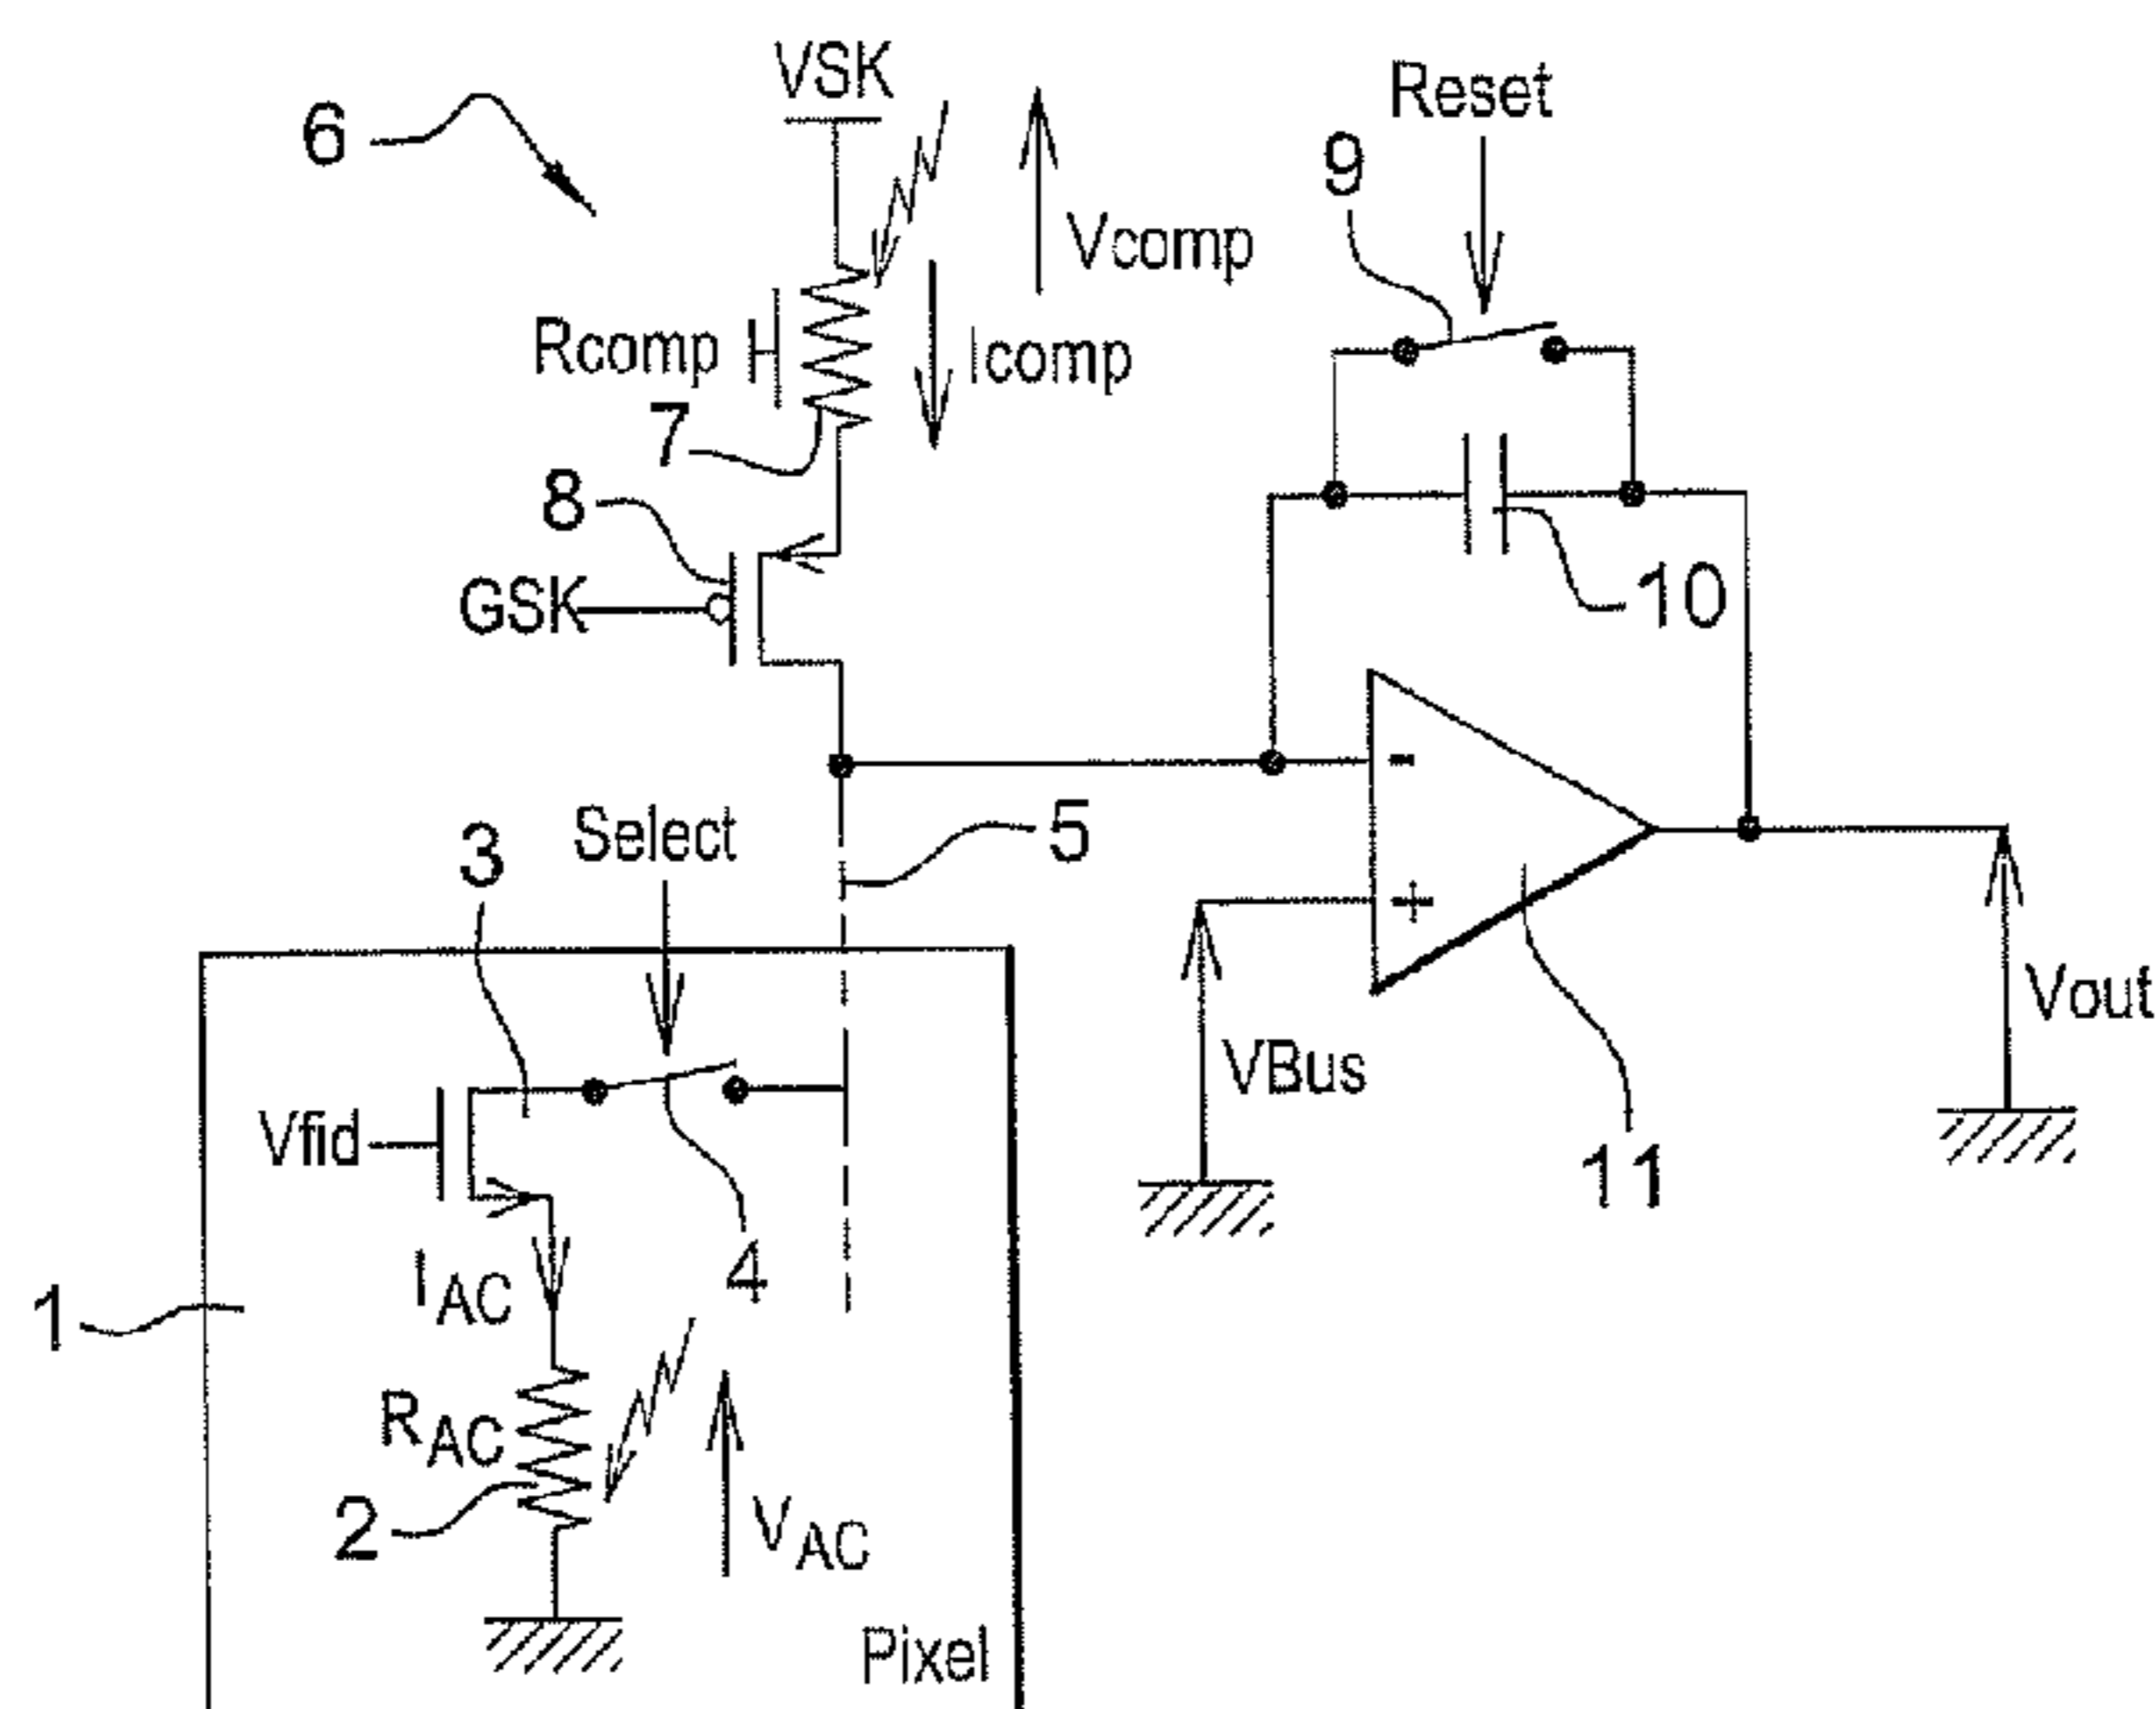 VSK
Reset
6
9
Vcomp
Rcomp
Icomp
7
8
GSK
10
-
Select
5
3
+
Vout
VBus
Vfid
11
4
IAC
1
RAC
2
VAC
Pixel